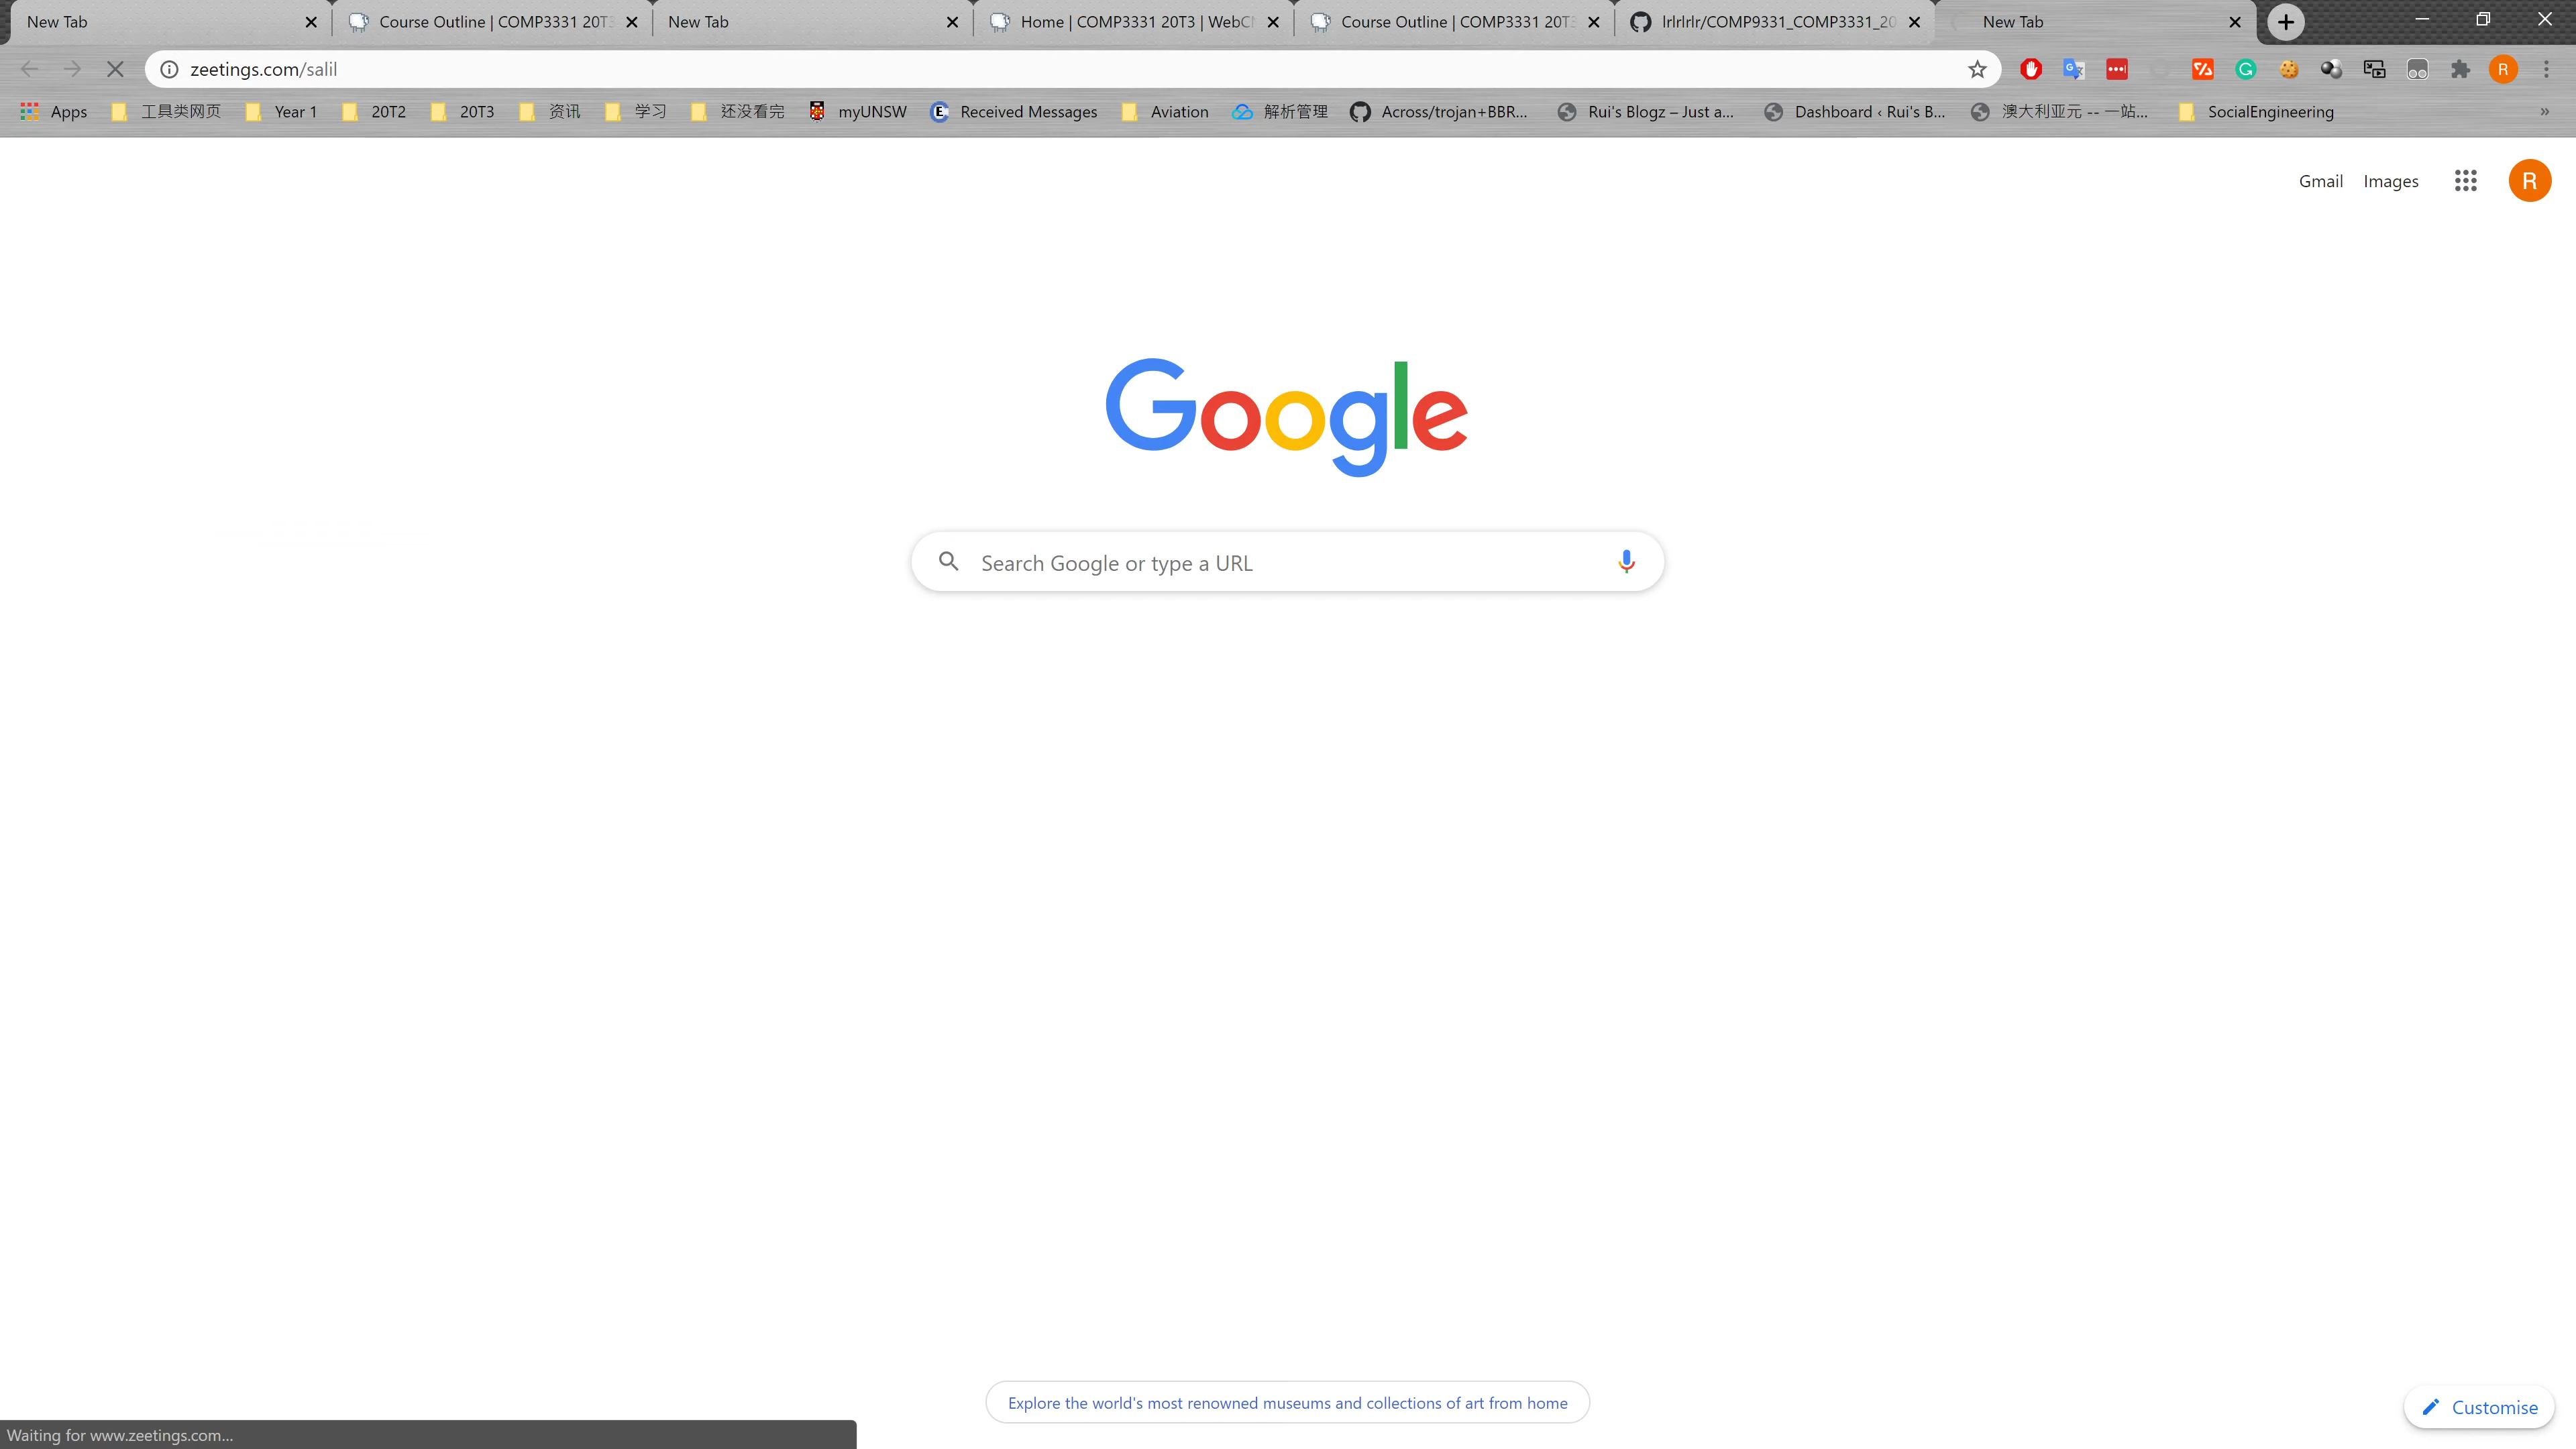 New Tab
Course Outline | COMP3331 20T3
New Tab
Home | COMP3331 20T3 | WebC
Course Outline | COMP3331 20T3
lrlrlrlr/COMP9331_COMP3331_20
New Tab
zeetings.com/salil
R
Apps
工具类网页
Year 1
20T2
20T3
资讯
学习
还没看完
myUNSW
Received Messages
Aviation
解析管理
Across/trojan+BBR...
Rui's Blogz – Just a...
Dashboard ‹ Rui's B...
澳大利亚元 -- 一站...
SocialEngineering
»
Gmail
Images
R
Google
Search Google or type a URL
Explore the world's most renowned museums and collections of art from home
Customise
Waiting for www.zeetings.com...